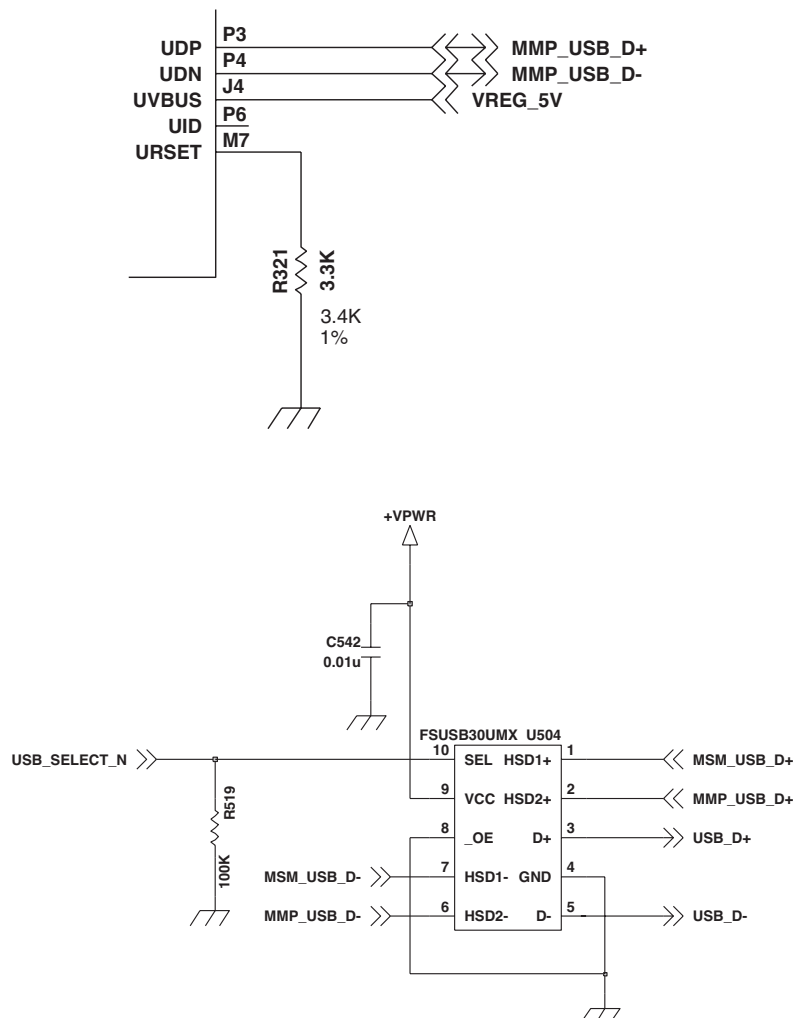 UDP P3 MMP_USB_D+
UDN P4 MMP_USB_D-
UVBUS J4 VREG_5V
UID P6
URSET M7
R321 3.3K
3.4K
1%
+VPWR
C542
0.01u
FSUSB30UMX U504
USB_SELECT_N 10 SEL HSD1+ 1 MSM_USB_D+
R519
100K
9 VCC HSD2+ 2 MMP_USB_D+
8 _OE D+ 3 USB_D+
MSM_USB_D- 7 HSD1- GND 4
MMP_USB_D- 6 HSD2- D- 5 USB_D-